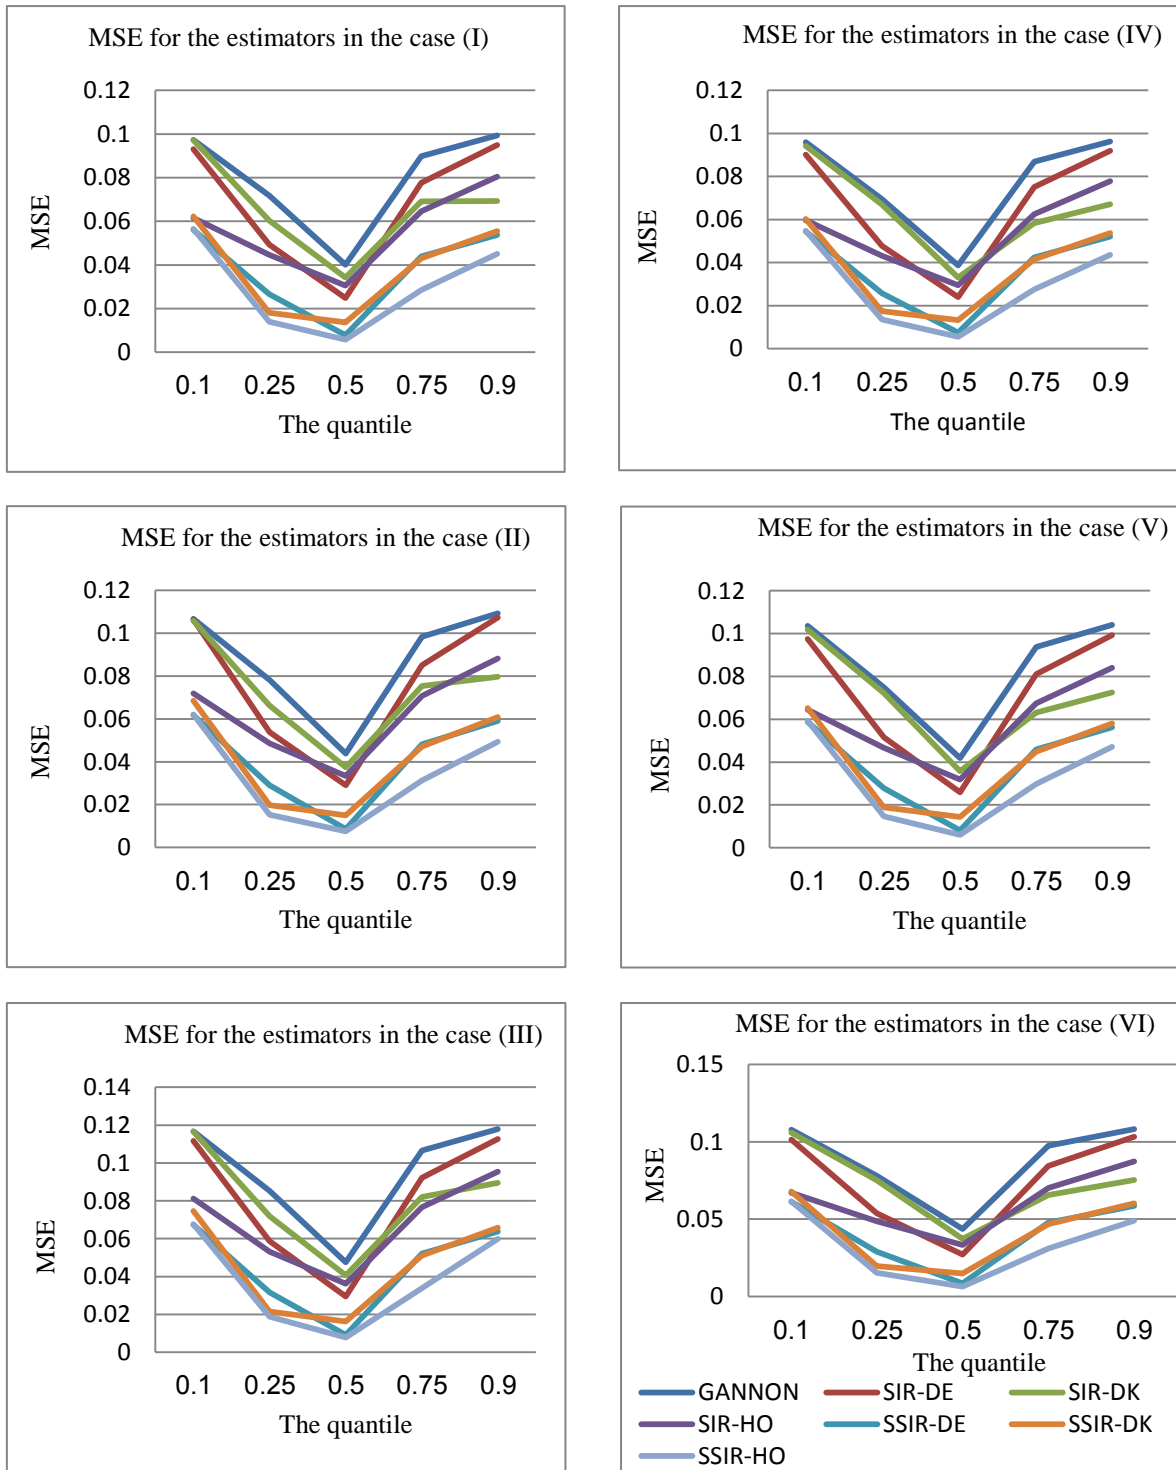 MSE for the estimators in the case (I)
0.12
0.1
0.08
0.06
0.04
0.02
0
MSE
0.1 0.25 0.5 0.75 0.9
The quantile
MSE for the estimators in the case (IV)
0.12
0.1
0.08
0.06
0.04
0.02
0
MSE
0.1 0.25 0.5 0.75 0.9
The quantile
MSE for the estimators in the case (II)
0.12
0.1
0.08
0.06
0.04
0.02
0
MSE
0.1 0.25 0.5 0.75 0.9
The quantile
MSE for the estimators in the case (V)
0.12
0.1
0.08
0.06
0.04
0.02
0
MSE
0.1 0.25 0.5 0.75 0.9
The quantile
MSE for the estimators in the case (III)
0.14
0.12
0.1
0.08
0.06
0.04
0.02
0
MSE
0.1 0.25 0.5 0.75 0.9
The quantile
MSE for the estimators in the case (VI)
0.15
0.1
0.05
0
MSE
0.1 0.25 0.5 0.75 0.9
The quantile
GANNON SIR-DE SIR-DK
SIR-HO SSIR-DE SSIR-DK
SSIR-HO